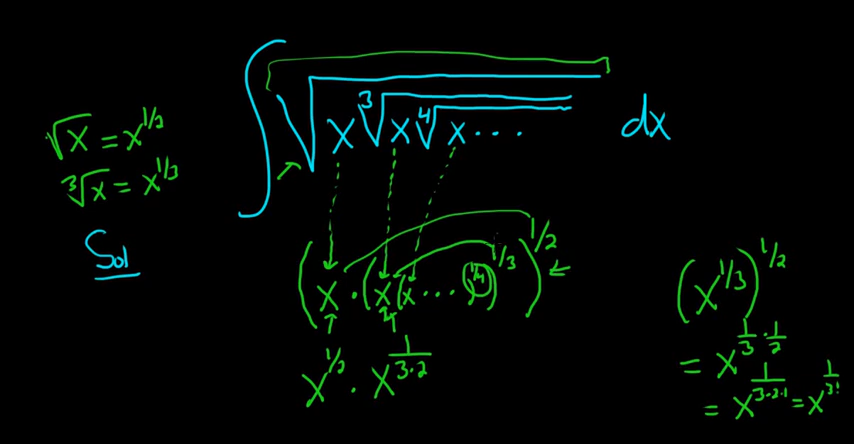 ∫ √(x ∛(x ∜(x ⋯))) dx
√x = x^{1/2}
∛x = x^{1/3}
Sol
(x · (x (x ⋯ )^{1/4})^{1/3})^{1/2}
x^{1/2} · x^{1/(3·2)}
(x^{1/3})^{1/2}
= x^{1/3 · 1/2}
= x^{1/(3·2·1)} = x^{1/3!}